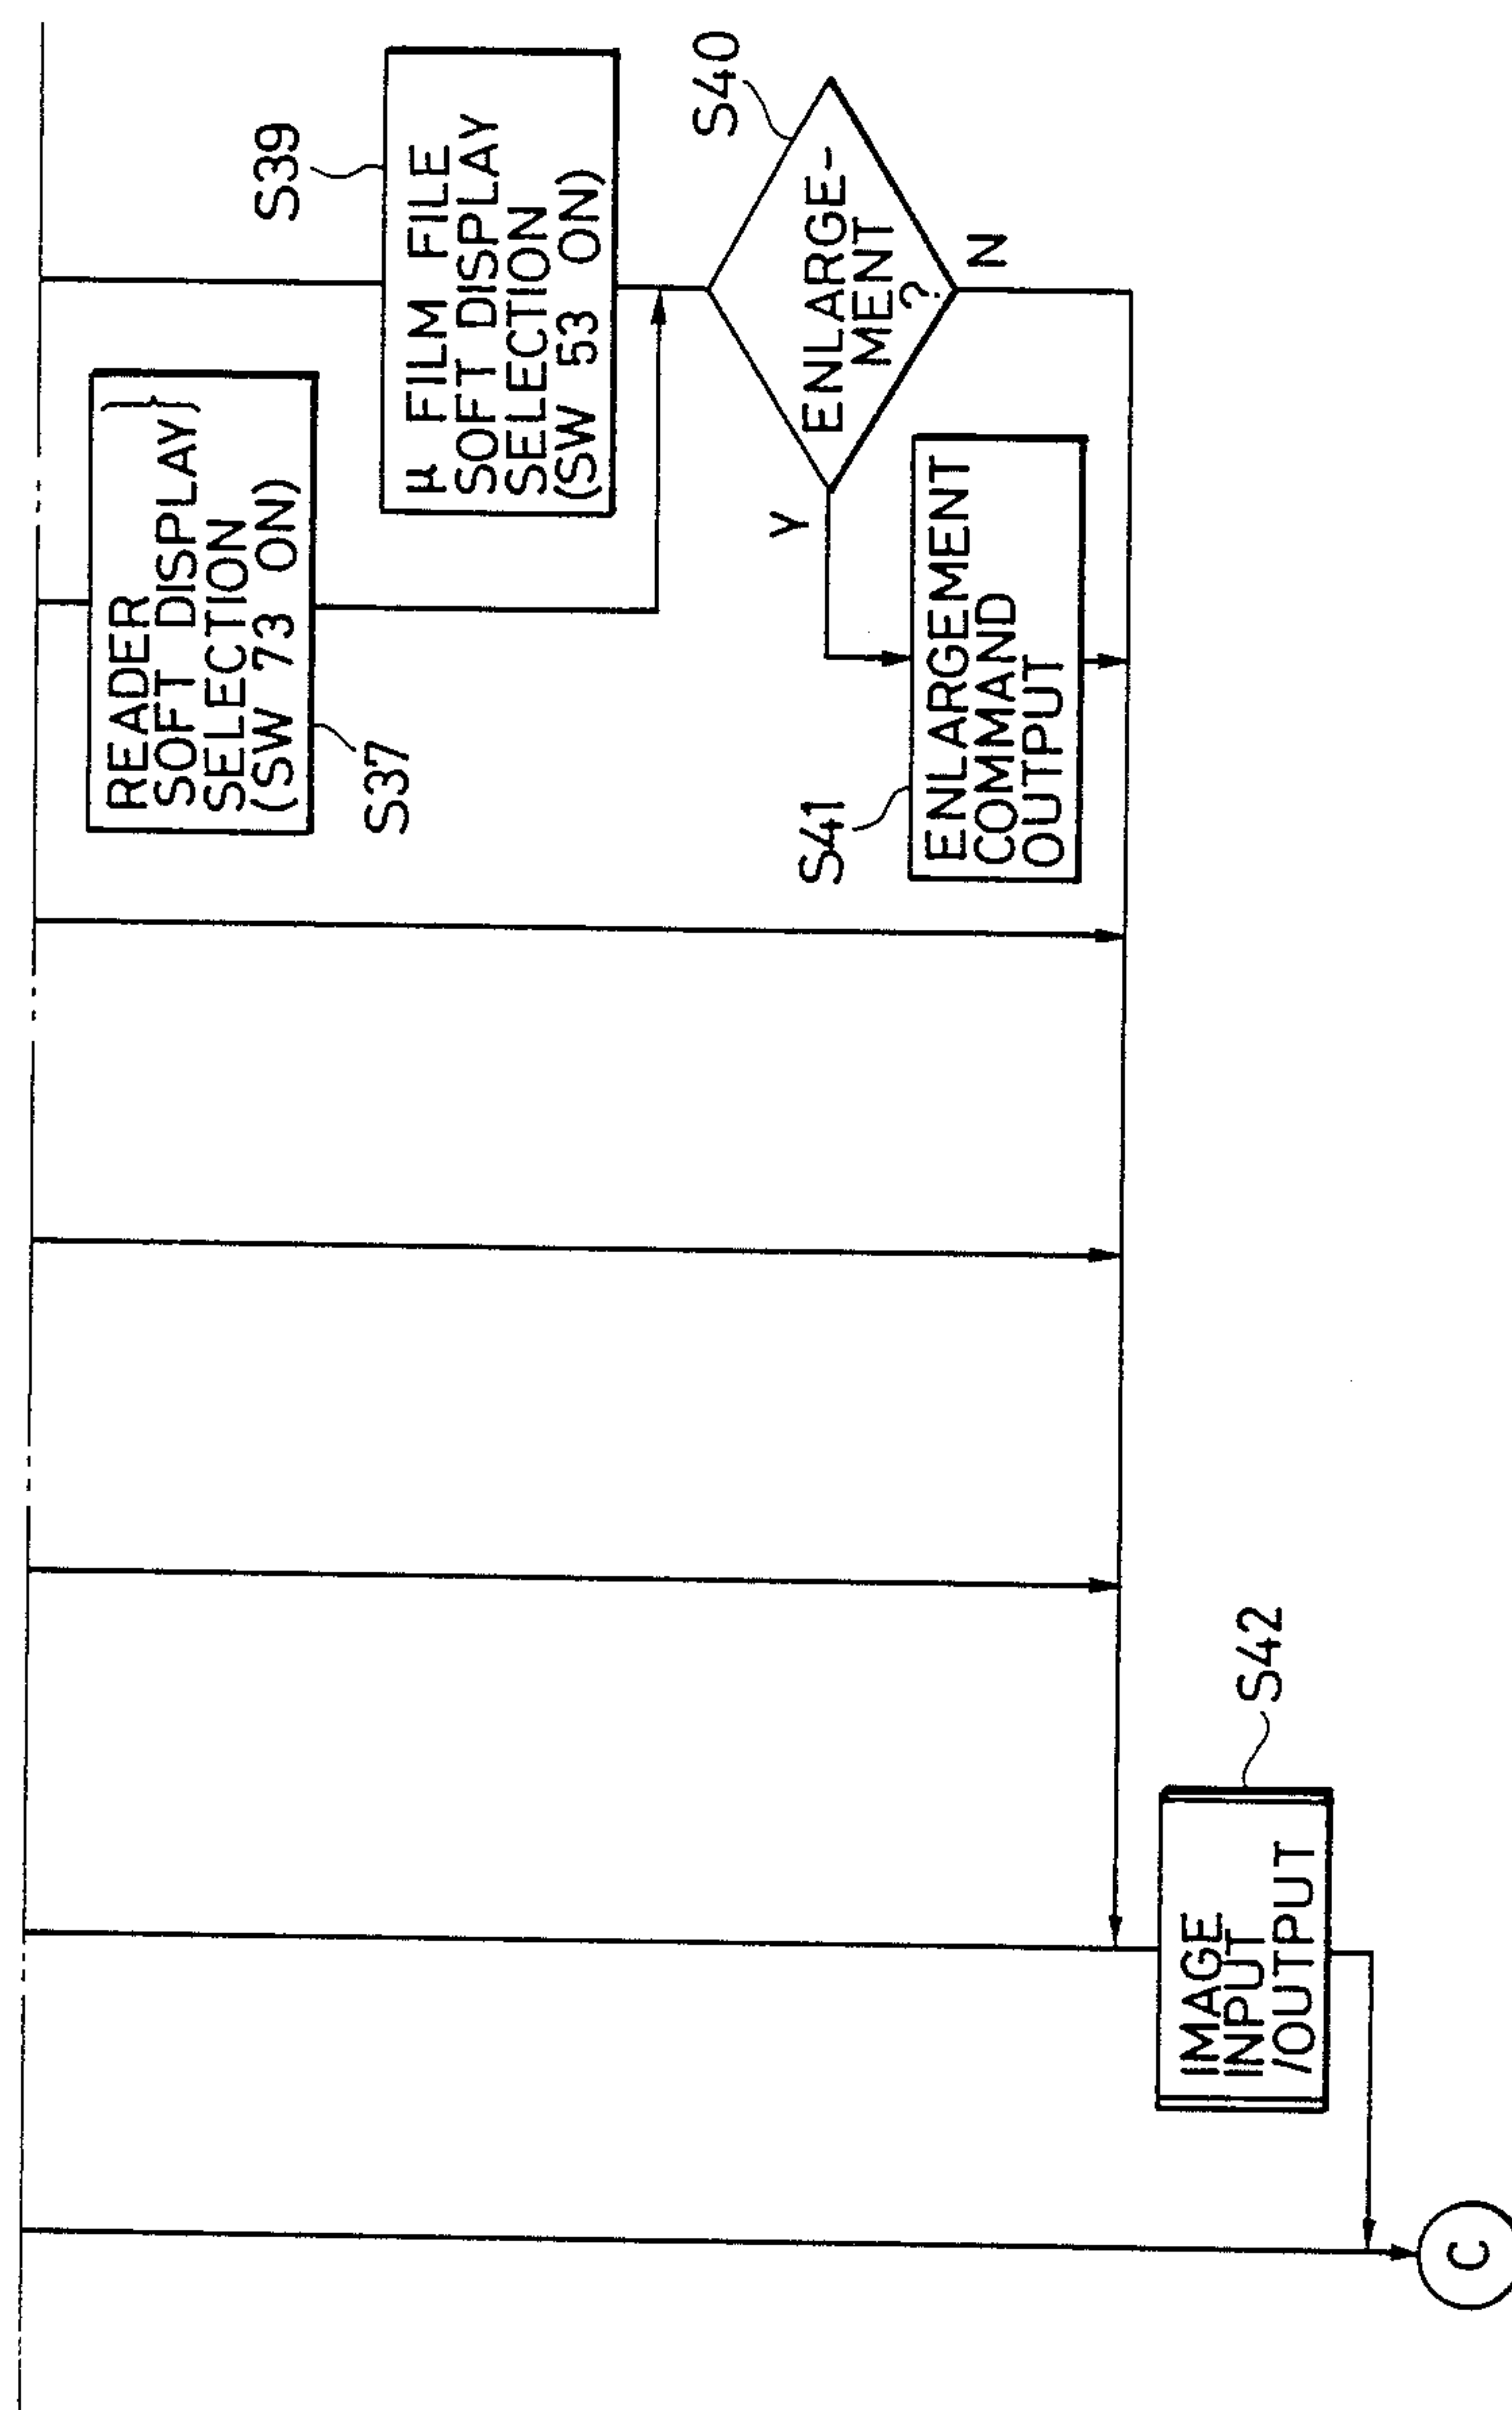 READER
SOFT DISPLAY}
SELECTION
(SW 73 ON)
S37
S39
μ FILM FILE
SOFT DISPLAY
SELECTION
(SW 53 ON)
S40
ENLARGE-
MENT
?
Y
N
S41
ENLARGEMENT
COMMAND
OUTPUT
S42
IMAGE
INPUT
/OUTPUT
C